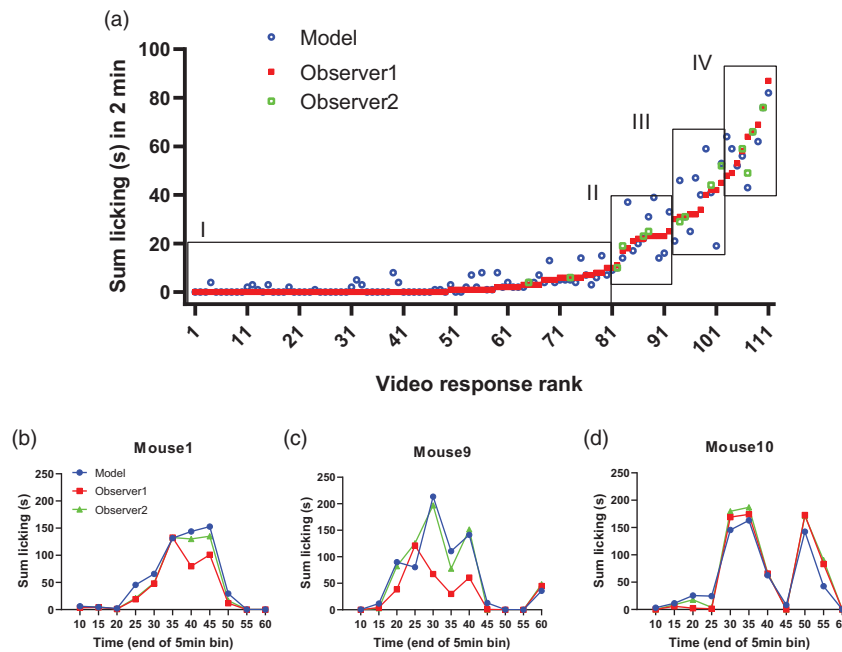 (a)
Sum licking (s) in 2 min
100
80
60
40
20
0
Model
Observer1
Observer2
I
II
III
IV
1
11
21
31
41
51
61
71
81
91
101
111
Video response rank
(b)
Mouse1
Sum licking (s)
250
200
150
100
50
0
Model
Observer1
Observer2
10 15 20 25 30 35 40 45 50 55 60
Time (end of 5min bin)
(c)
Mouse9
Sum licking (s)
250
200
150
100
50
0
10 15 20 25 30 35 40 45 50 55 60
Time (end of 5min bin)
(d)
Mouse10
Sum licking (s)
250
200
150
100
50
0
10 15 20 25 30 35 40 45 50 55
Time (end of 5min bin)